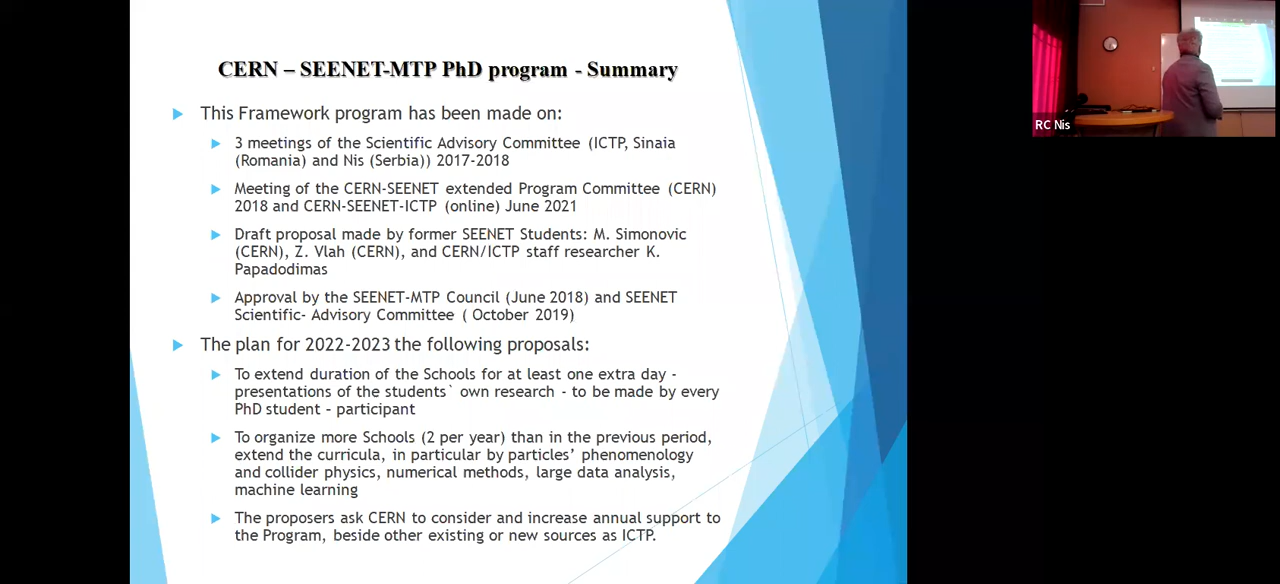 CERN – SEENET-MTP PhD program - Summary
This Framework program has been made on:
3 meetings of the Scientific Advisory Committee (ICTP, Sinaia
(Romania) and Nis (Serbia)) 2017-2018
Meeting of the CERN-SEENET extended Program Committee (CERN)
2018 and CERN-SEENET-ICTP (online) June 2021
Draft proposal made by former SEENET Students: M. Simonovic
(CERN), Z. Vlah (CERN), and CERN/ICTP staff researcher K.
Papadodimas
Approval by the SEENET-MTP Council (June 2018) and SEENET
Scientific- Advisory Committee ( October 2019)
The plan for 2022-2023 the following proposals:
To extend duration of the Schools for at least one extra day -
presentations of the students` own research - to be made by every
PhD student – participant
To organize more Schools (2 per year) than in the previous period,
extend the curricula, in particular by particles’ phenomenology
and collider physics, numerical methods, large data analysis,
machine learning
The proposers ask CERN to consider and increase annual support to
the Program, beside other existing or new sources as ICTP.
RC Nis